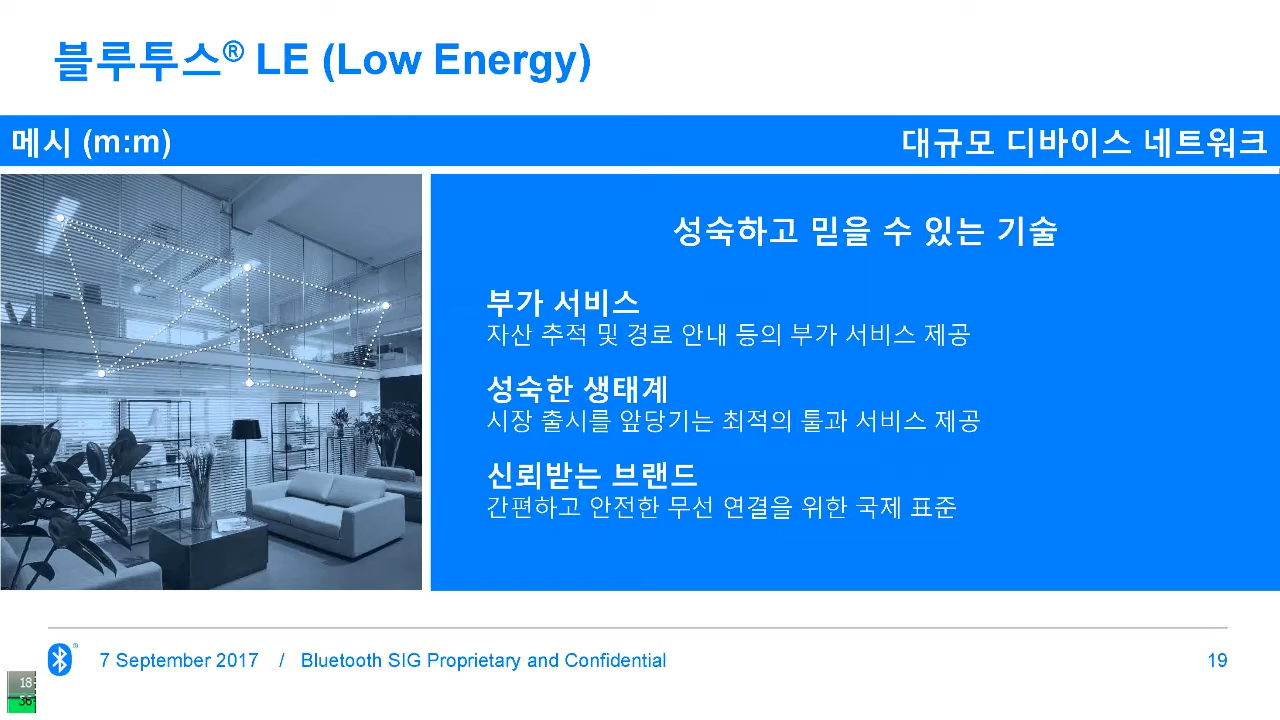 블루투스® LE (Low Energy)
메시 (m:m)
대규모 디바이스 네트워크
성숙하고 믿을 수 있는 기술
부가 서비스
자산 추적 및 경로 안내 등의 부가 서비스 제공
성숙한 생태계
시장 출시를 앞당기는 최적의 툴과 서비스 제공
신뢰받는 브랜드
간편하고 안전한 무선 연결을 위한 국제 표준
7 September 2017 / Bluetooth SIG Proprietary and Confidential
19
18